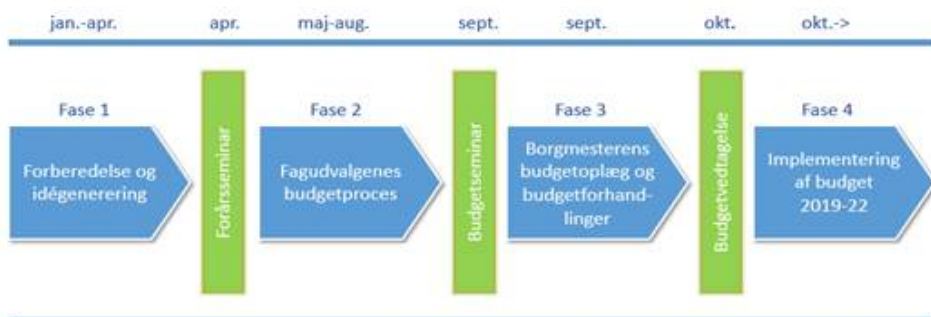 jan.-apr.
apr.
maj-aug.
sept.
sept.
okt.
okt.->
Fase 1
Forberedelse og
idégenerering
Forårsseminar
Fase 2
Fagudvalgenes
budgetproces
Budgetseminar
Fase 3
Borgmesterens
budgetoplæg og
budgetforhand-
linger
Budgetvedtagelse
Fase 4
Implementering
af budget
2019-22